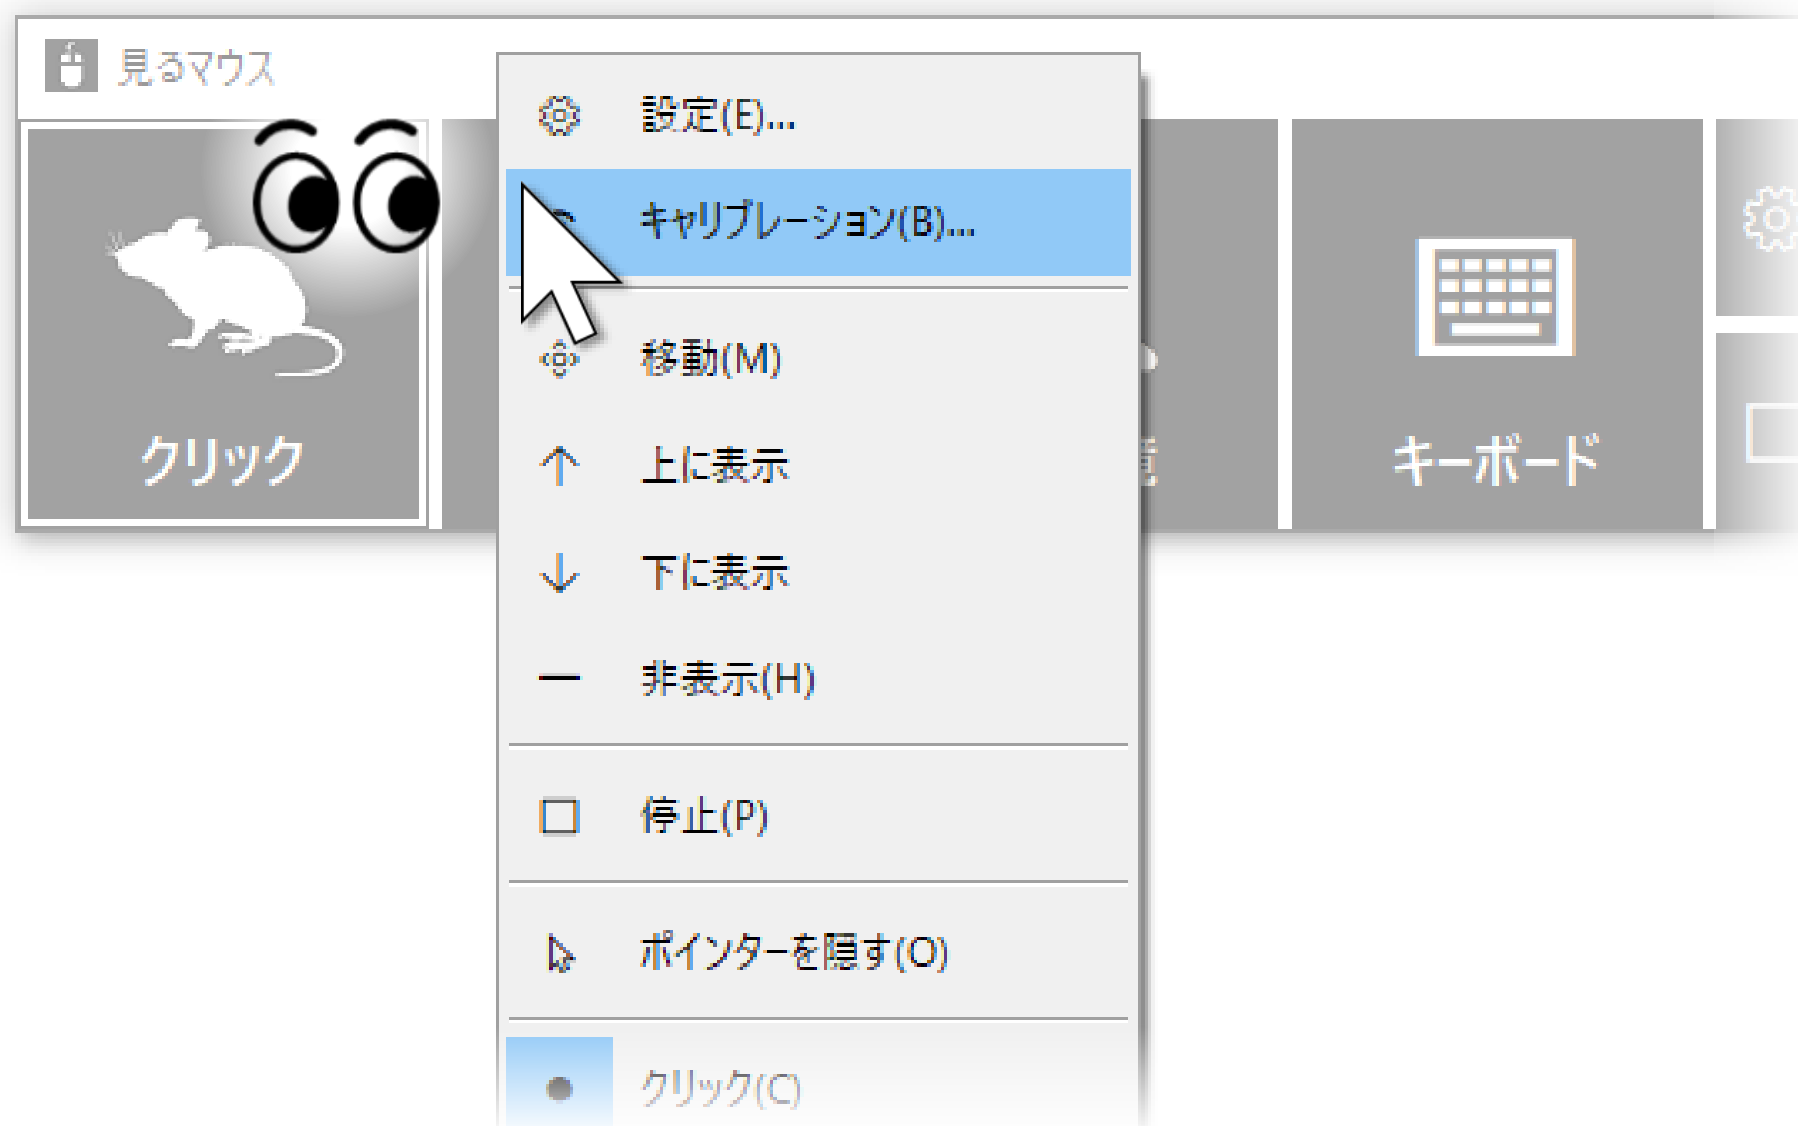 見るマウス
設定(E)...
キャリブレーション(B)...
移動(M)
上に表示
下に表示
非表示(H)
停止(P)
ポインターを隠す(O)
クリック(C)
クリック
キーボード